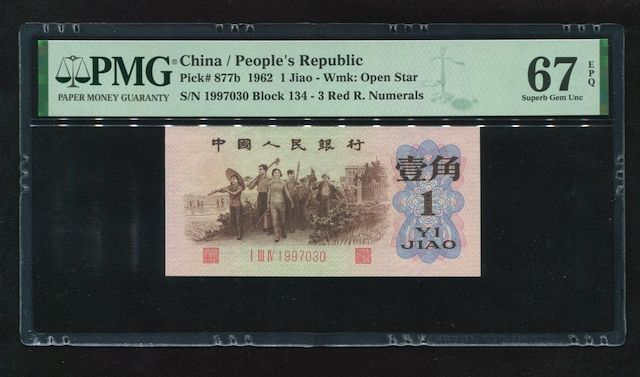 PMG
PAPER MONEY GUARANTY
China / People's Republic
Pick# 877b 1962 1 Jiao - Wmk: Open Star
S/N 1997030 Block 134 - 3 Red R. Numerals
67 EPQ
Superb Gem Unc
中國人民銀行
壹角
1
YI
JIAO
I III IV 1997030